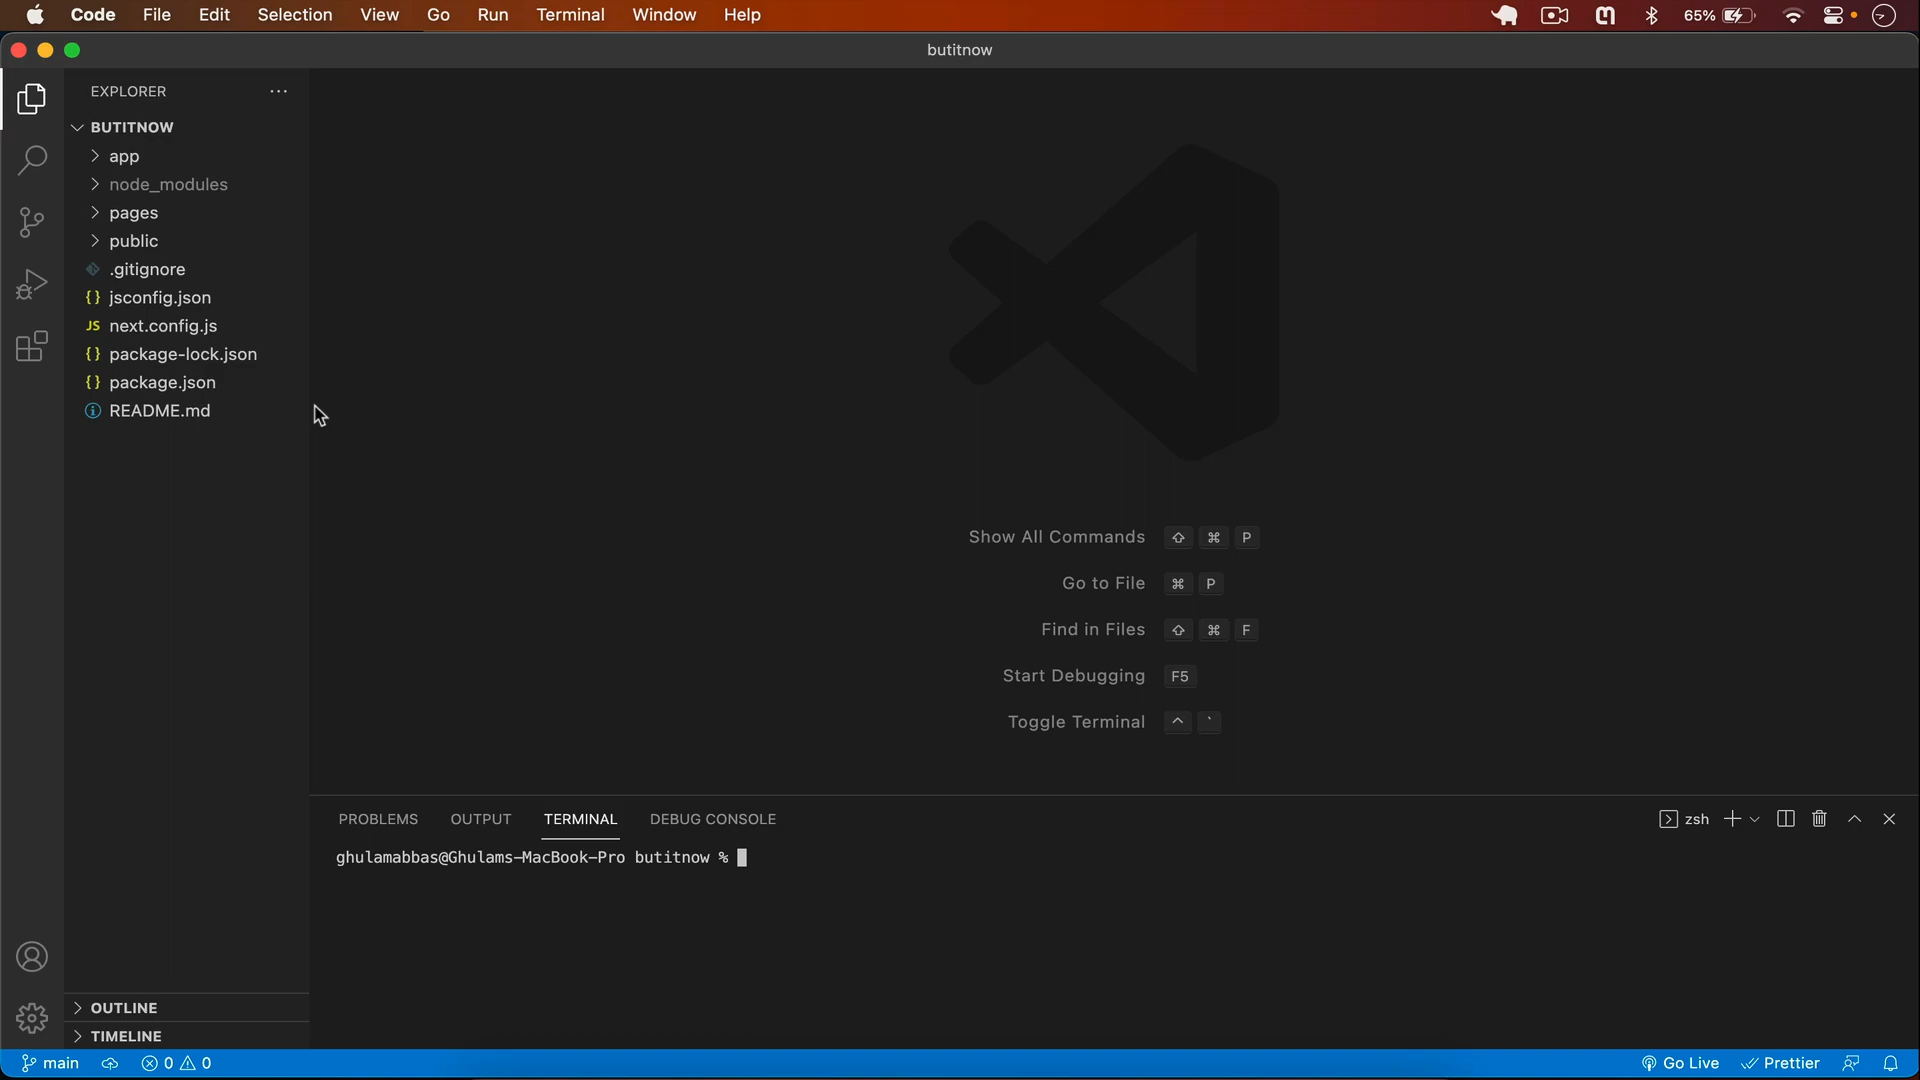 Code File Edit Selection View Go Run Terminal Window Help 65%
butitnow
EXPLORER
BUTITNOW
app
node_modules
pages
public
.gitignore
{} jsconfig.json
JS next.config.js
{} package-lock.json
{} package.json
README.md
Show All Commands ⇧ ⌘ P
Go to File ⌘ P
Find in Files ⇧ ⌘ F
Start Debugging F5
Toggle Terminal ^ `
PROBLEMS OUTPUT TERMINAL DEBUG CONSOLE zsh
ghulamabbas@Ghulams-MacBook-Pro butitnow %
OUTLINE
TIMELINE
main 0 0 Go Live Prettier